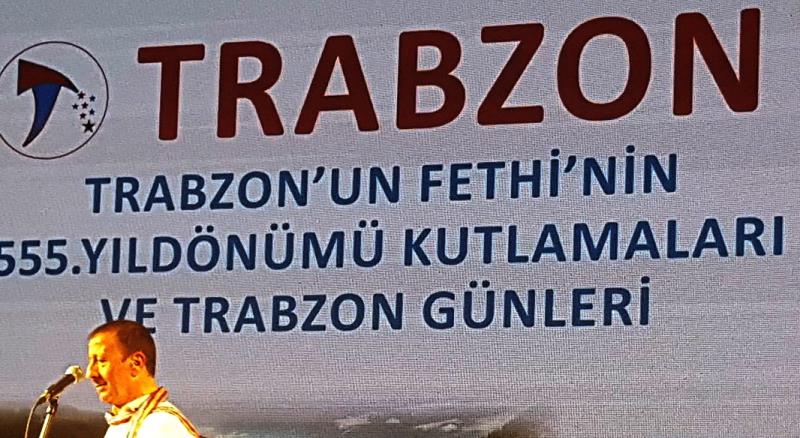 TRABZON
TRABZON'UN FETHİ'NİN
555.YILDÖNÜMÜ KUTLAMALARI
VE TRABZON GÜNLERİ